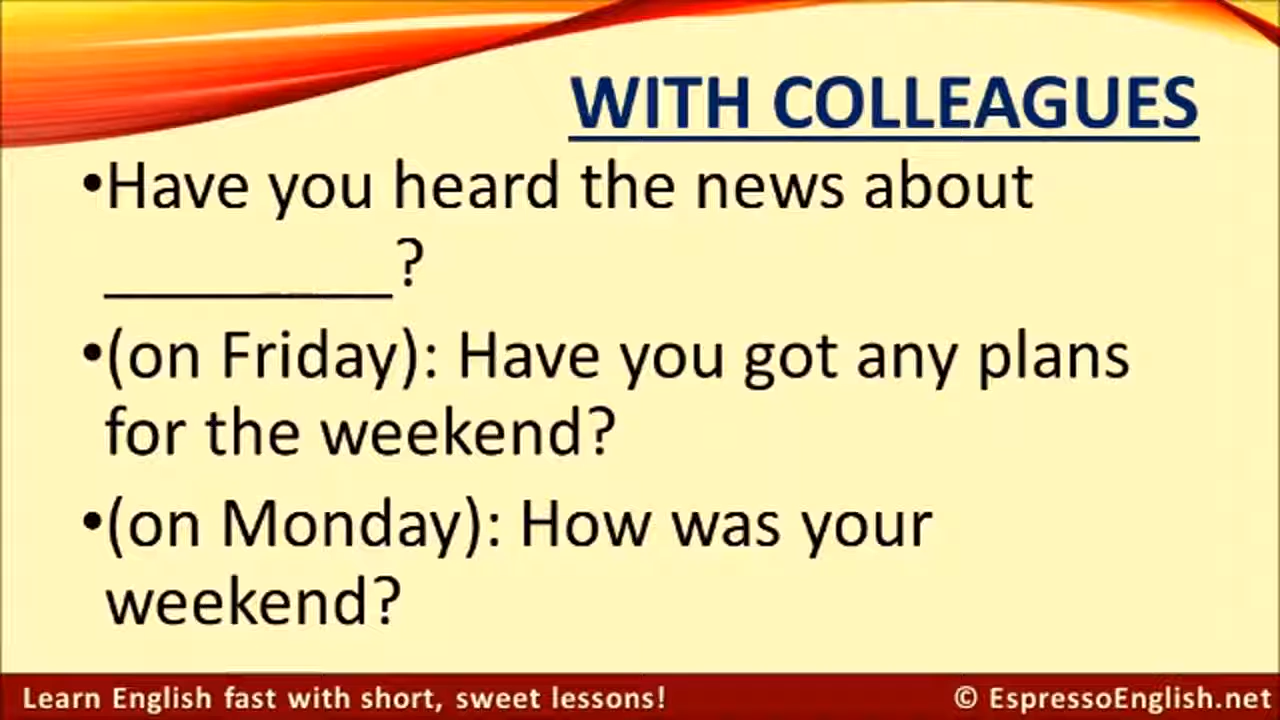 WITH COLLEAGUES
•Have you heard the news about
_________?
•(on Friday): Have you got any plans
for the weekend?
•(on Monday): How was your
weekend?
Learn English fast with short, sweet lessons!
© EspressoEnglish.net